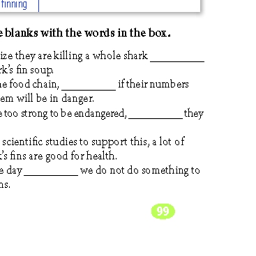 finning
e blanks with the words in the box.
ize they are killing a whole shark __________
k's fin soup.
he food chain, __________ if their numbers
em will be in danger.
e too strong to be endangered, __________ they
scientific studies to support this, a lot of
's fins are good for health.
e day __________ we do not do something to
ns.
99